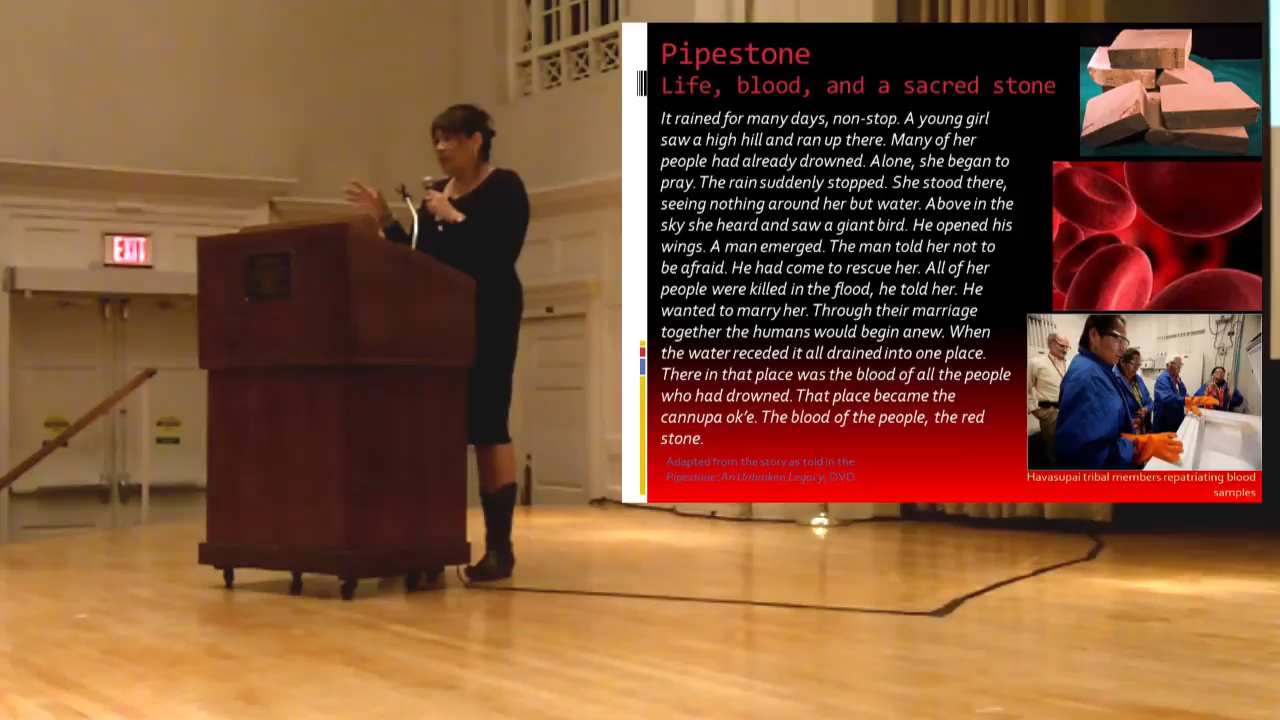 EXIT
Pipestone
Life, blood, and a sacred stone
It rained for many days, non-stop. A young girl
saw a high hill and ran up there. Many of her
people had already drowned. Alone, she began to
pray. The rain suddenly stopped. She stood there,
seeing nothing around her but water. Above in the
sky she heard and saw a giant bird. He opened his
wings. A man emerged. The man told her not to
be afraid. He had come to rescue her. All of her
people were killed in the flood, he told her. He
wanted to marry her. Through their marriage
together the humans would begin anew. When
the water receded it all drained into one place.
There in that place was the blood of all the people
who had drowned. That place became the
cannupa ok’e. The blood of the people, the red
stone.
Adapted from the story as told in the
Pipestone: An Unbroken Legacy, DVD.
Havasupai tribal members repatriating blood
samples